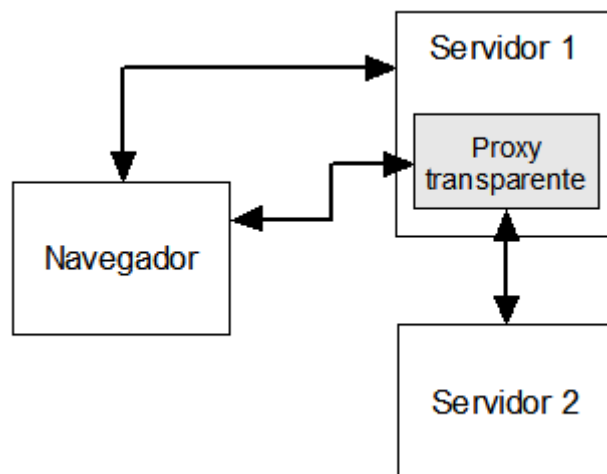 Servidor 1
Proxy
transparente
Navegador
Servidor 2